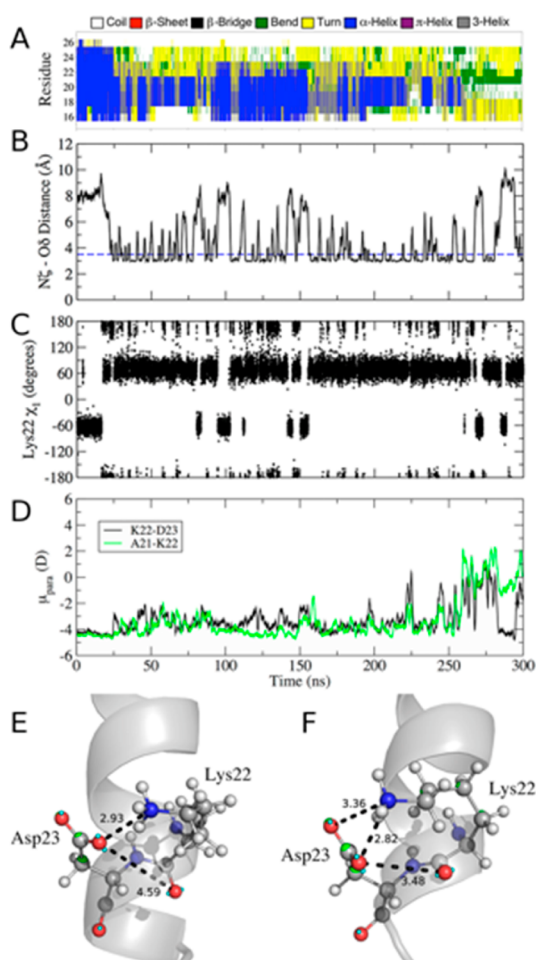 Coil β-Sheet β-Bridge Bend Turn α-Helix π-Helix 3-Helix
A
Residue
26
24
22
20
18
16
B
Nζ - Oδ Distance (Å)
12
10
8
6
4
2
0
C
Lys22 χ1 (degrees)
180
120
60
0
-60
-120
-180
D
μpara (D)
6
4
2
0
-2
-4
-6
K22-D23
A21-K22
0 50 100 150 200 250 300
Time (ns)
E
Lys22
2.93
Asp23
4.59
F
Lys22
3.36
2.82
Asp23
3.48